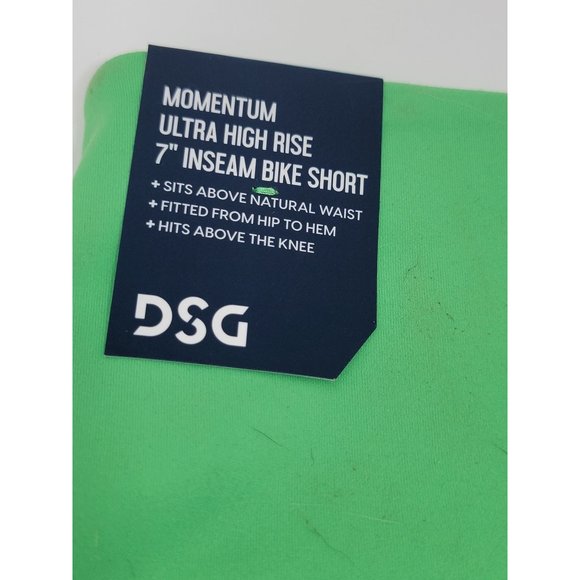 MOMENTUM
ULTRA HIGH RISE
7" INSEAM BIKE SHORT
+ SITS ABOVE NATURAL WAIST
+ FITTED FROM HIP TO HEM
+ HITS ABOVE THE KNEE
DSG